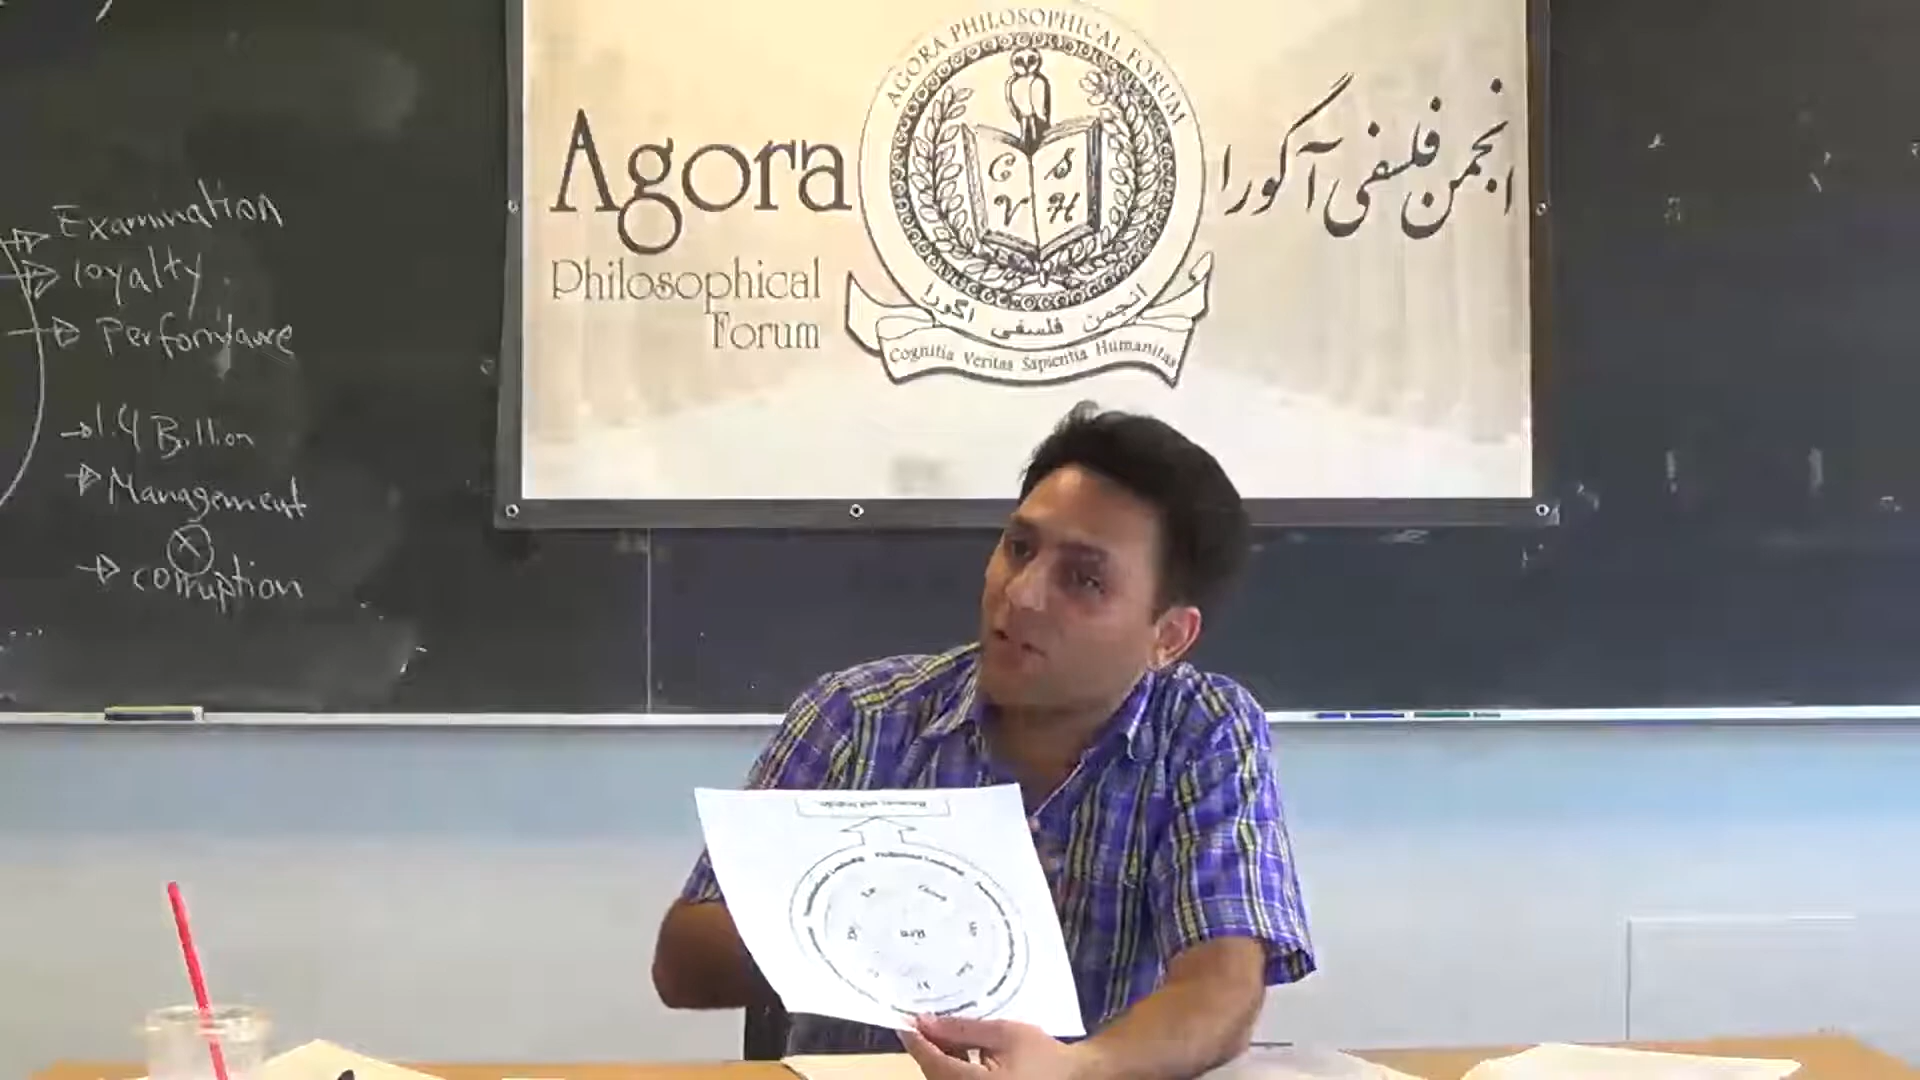 Examination
loyalty
Performance
1.4 Billion
Management
X
corruption
Agora
Philosophical
Forum
AGORA PHILOSOPHICAL FORUM
C S
V H
انجمن فلسفی آگورا
Cognitia Veritas Sapientia Humanitas
انجمن فلسفی آگورا